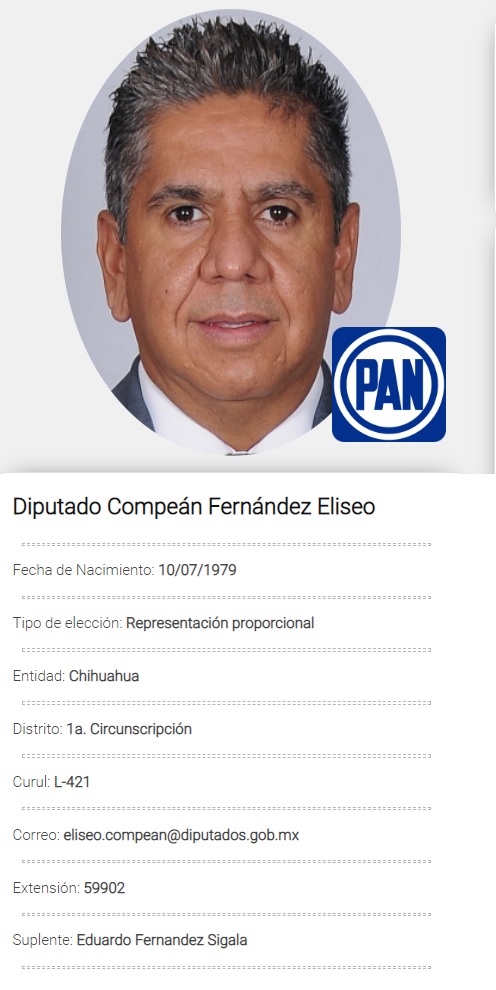 PAN
Diputado Compeán Fernández Eliseo
Fecha de Nacimiento: 10/07/1979
Tipo de elección: Representación proporcional
Entidad: Chihuahua
Distrito: 1a. Circunscripción
Curul: L-421
Correo: eliseo.compean@diputados.gob.mx
Extensión: 59902
Suplente: Eduardo Fernandez Sigala